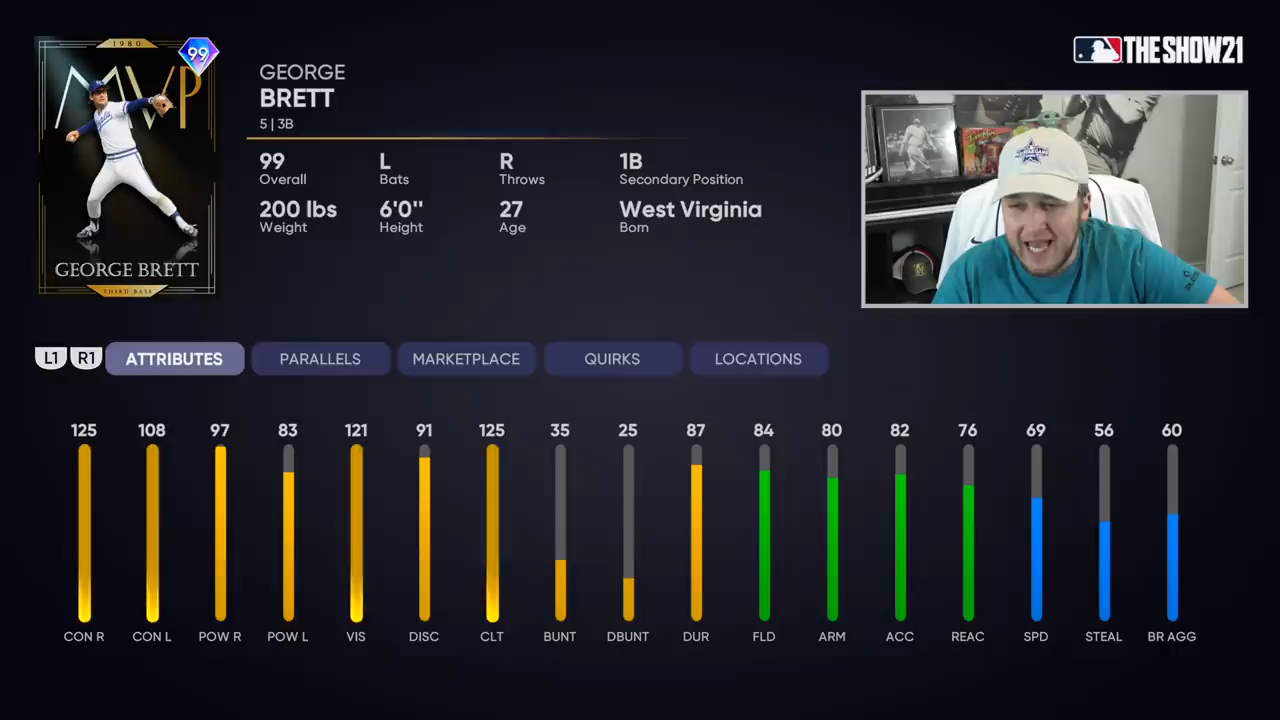 1980
MVP
99
GEORGE BRETT
THIRD BASE
GEORGE
BRETT
5 | 3B
99 L R 1B
Overall Bats Throws Secondary Position
200 lbs 6'0" 27 West Virginia
Weight Height Age Born
THE SHOW21
L1 R1 ATTRIBUTES PARALLELS MARKETPLACE QUIRKS LOCATIONS
125 108 97 83 121 91 125 35 25 87 84 80 82 76 69 56 60
CON R CON L POW R POW L VIS DISC CLT BUNT DBUNT DUR FLD ARM ACC REAC SPD STEAL BR AGG